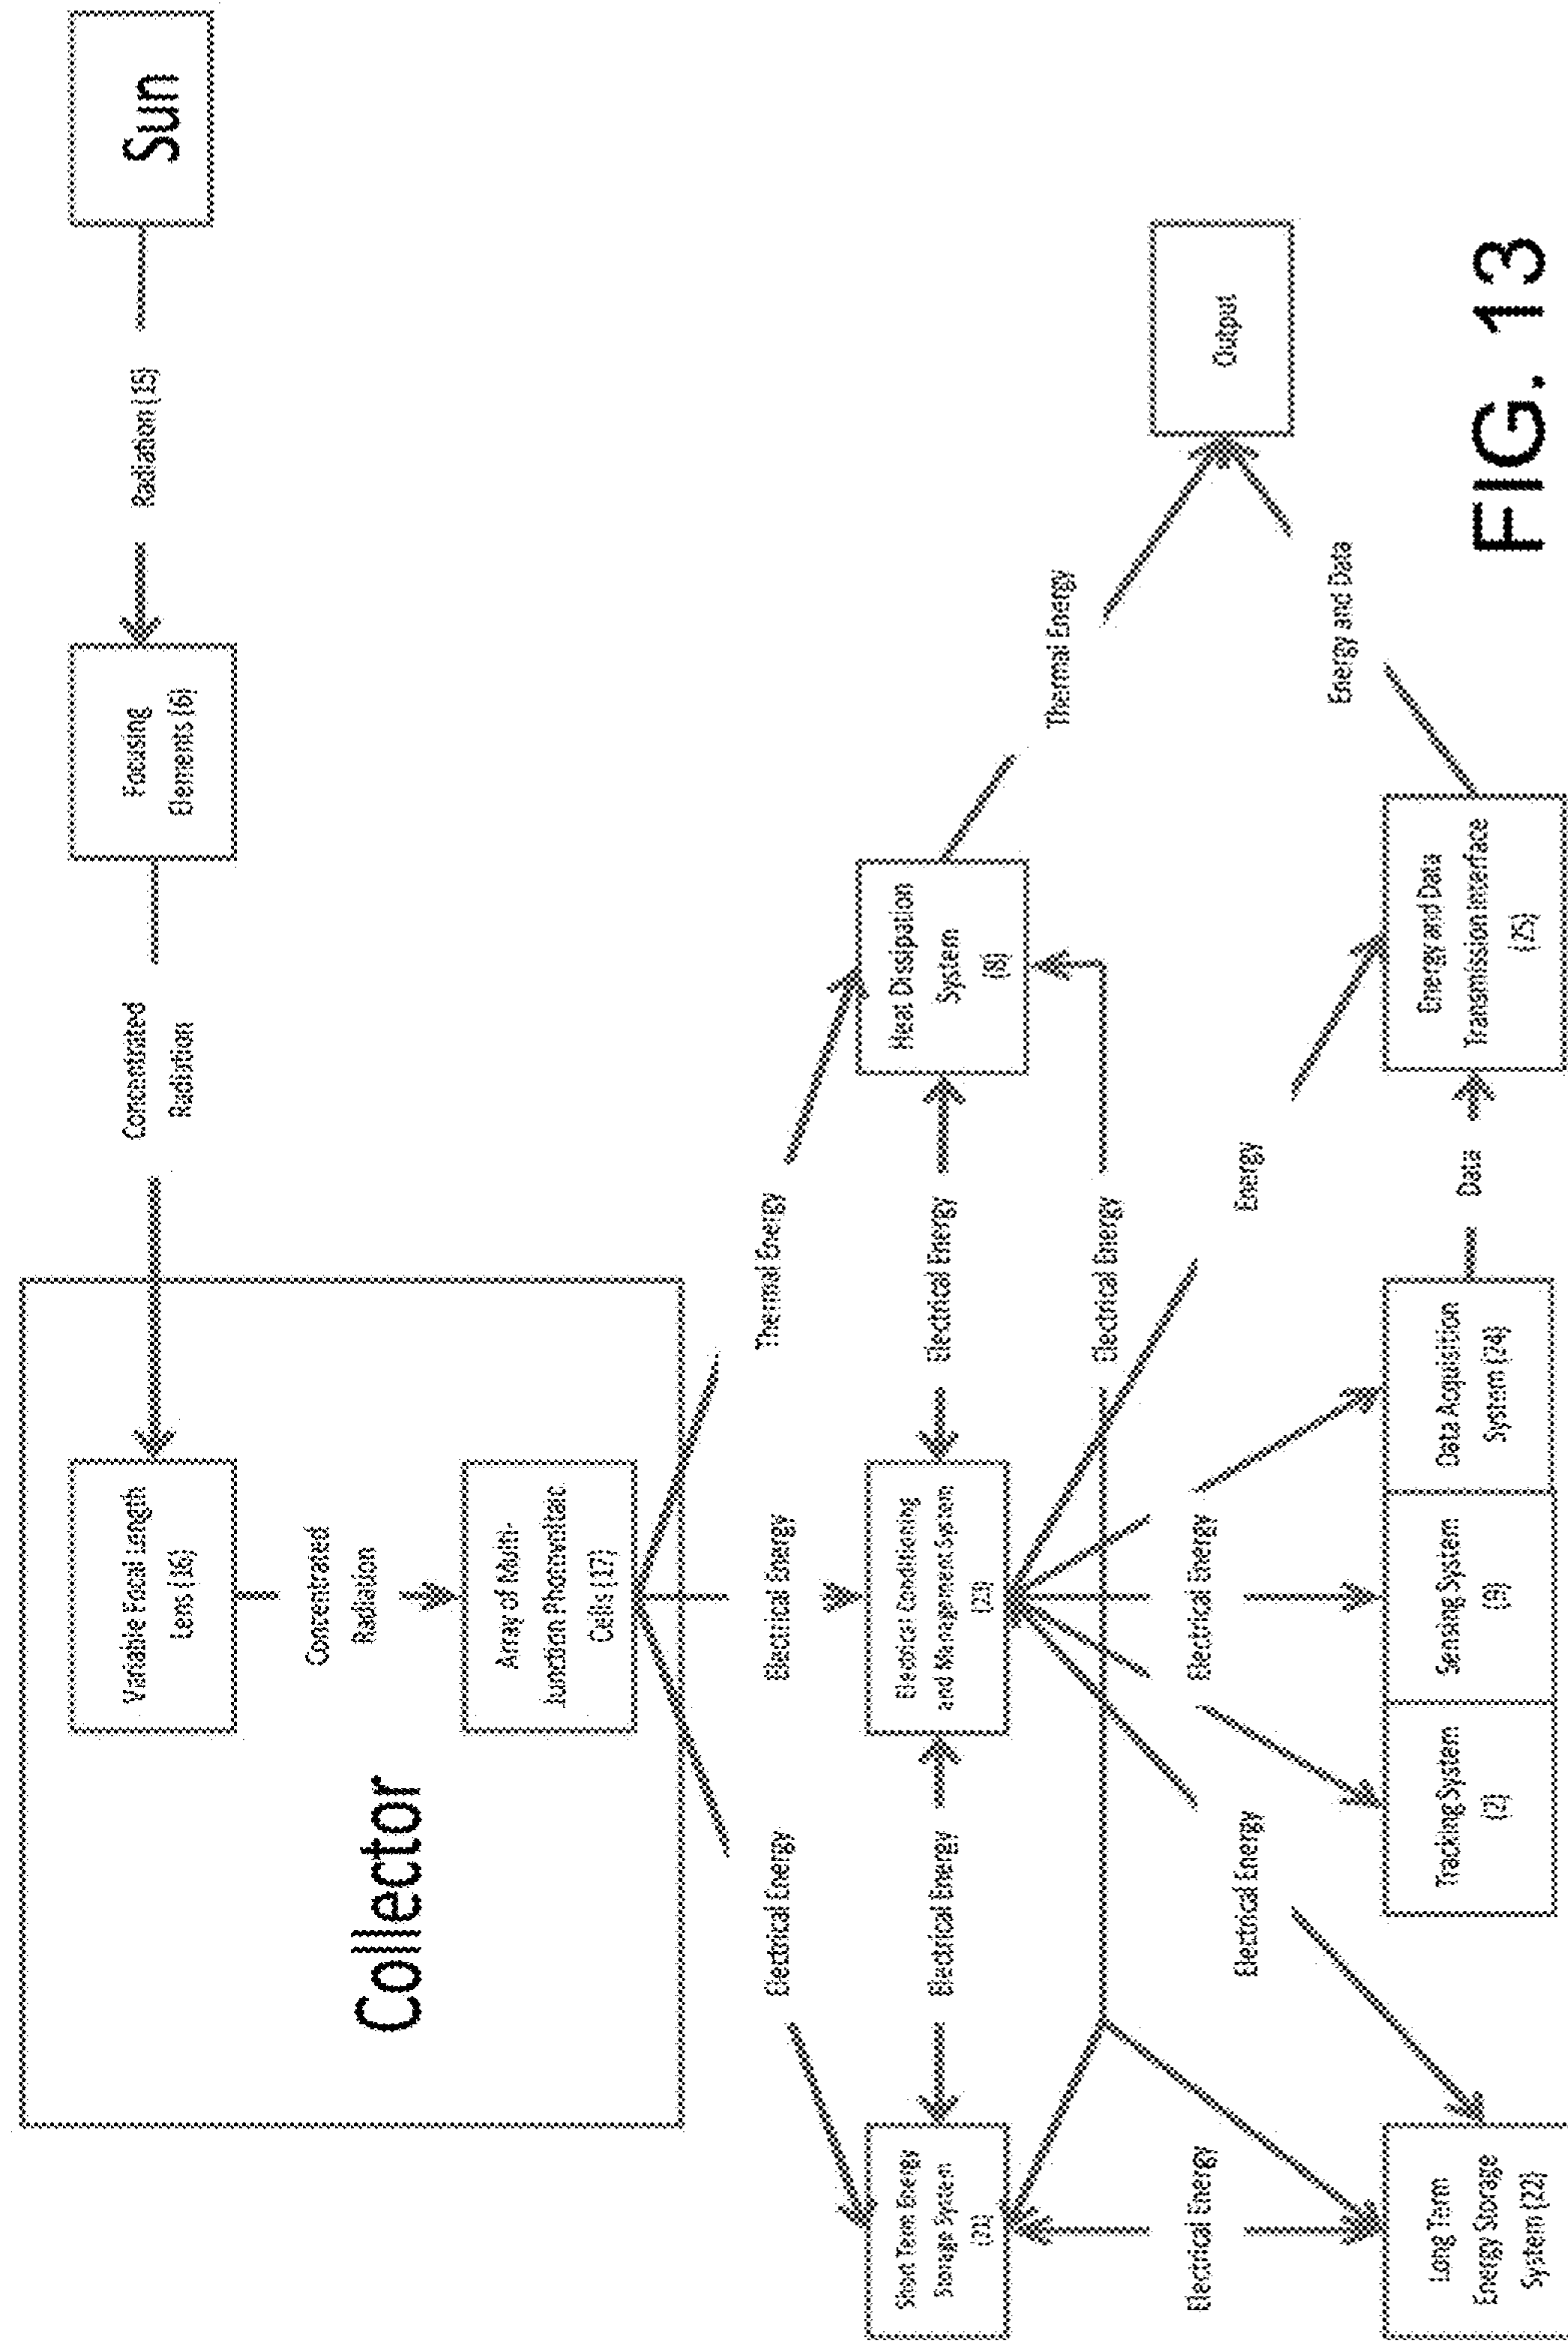 Sun
Radiation (15)
Focusing
Elements (6)
Concentrated
Radiation
Collector
Variable Focal Length
Lens (16)
Concentrated
Radiation
Array of Multi-
Junction Phorovoltaic
Cells (17)
Electrical Energy
Electrical Energy
Thermal Energy
Short Term Energy
Storage System
(21)
Electrical Energy
Electrical Conditioning
and Management System
(23)
Electrical Energy
Heat Dissipation
System
(8)
Thermal Energy
Output
Electrical Energy
Electrical Energy
Electrical Energy
Electrical Energy
Energy
Energy and Data
Long Term
Energy Storage
System (22)
Tracking System
(2)
Sensing System
(9)
Data Acquisition
System (24)
Data
Energy and Data
Transmission Interface
(25)
FIG. 13